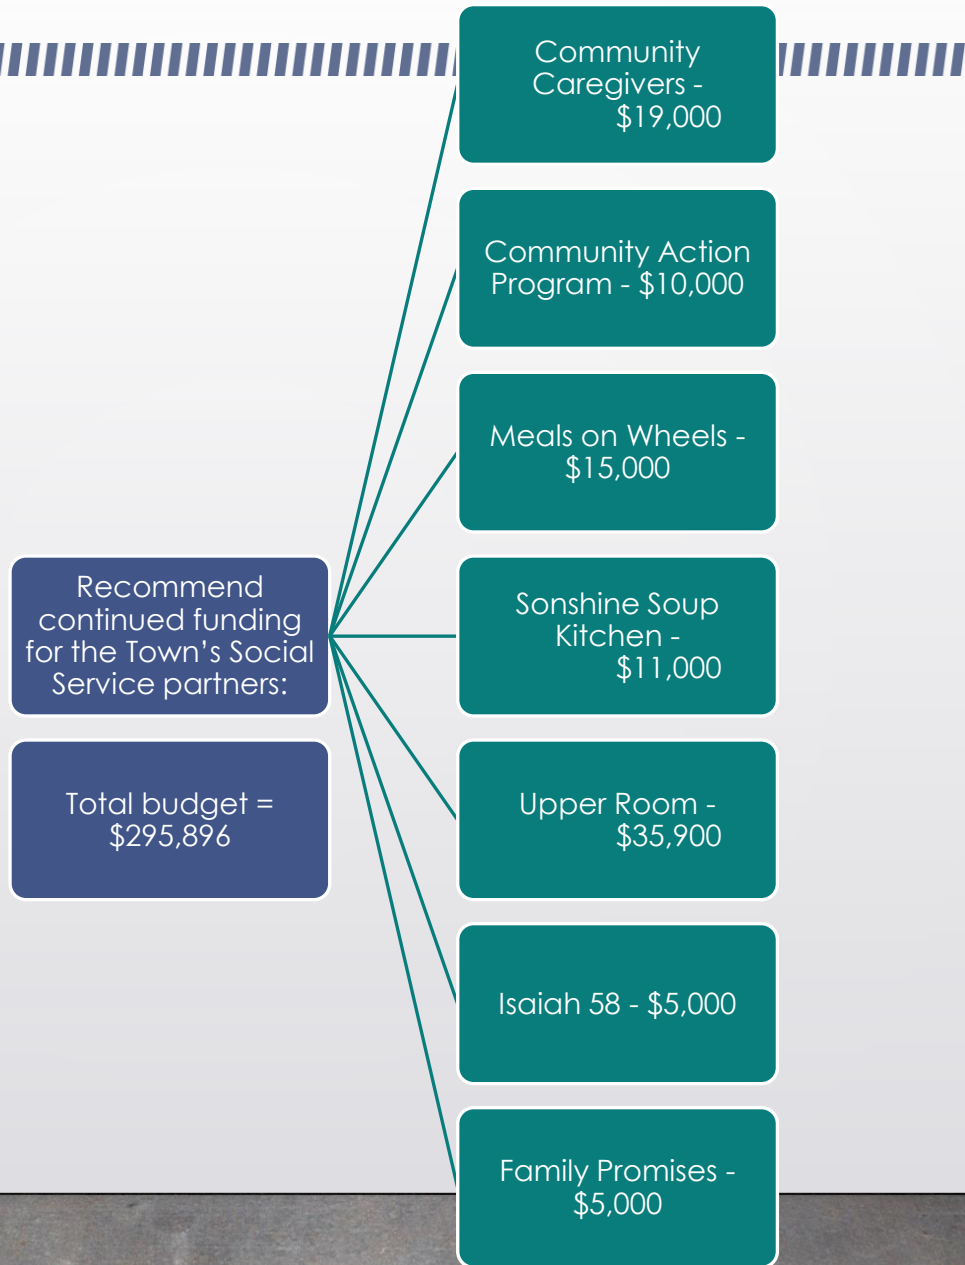 Recommend
continued funding
for the Town’s Social
Service partners:
Total budget =
$295,896
Community
Caregivers -
$19,000
Community Action
Program - $10,000
Meals on Wheels -
$15,000
Sonshine Soup
Kitchen -
$11,000
Upper Room -
$35,900
Isaiah 58 - $5,000
Family Promises -
$5,000